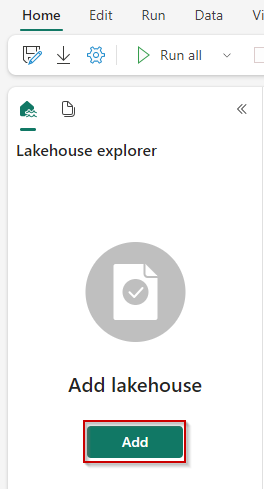 Home Edit Run Data
Run all
Lakehouse explorer
Add lakehouse
Add